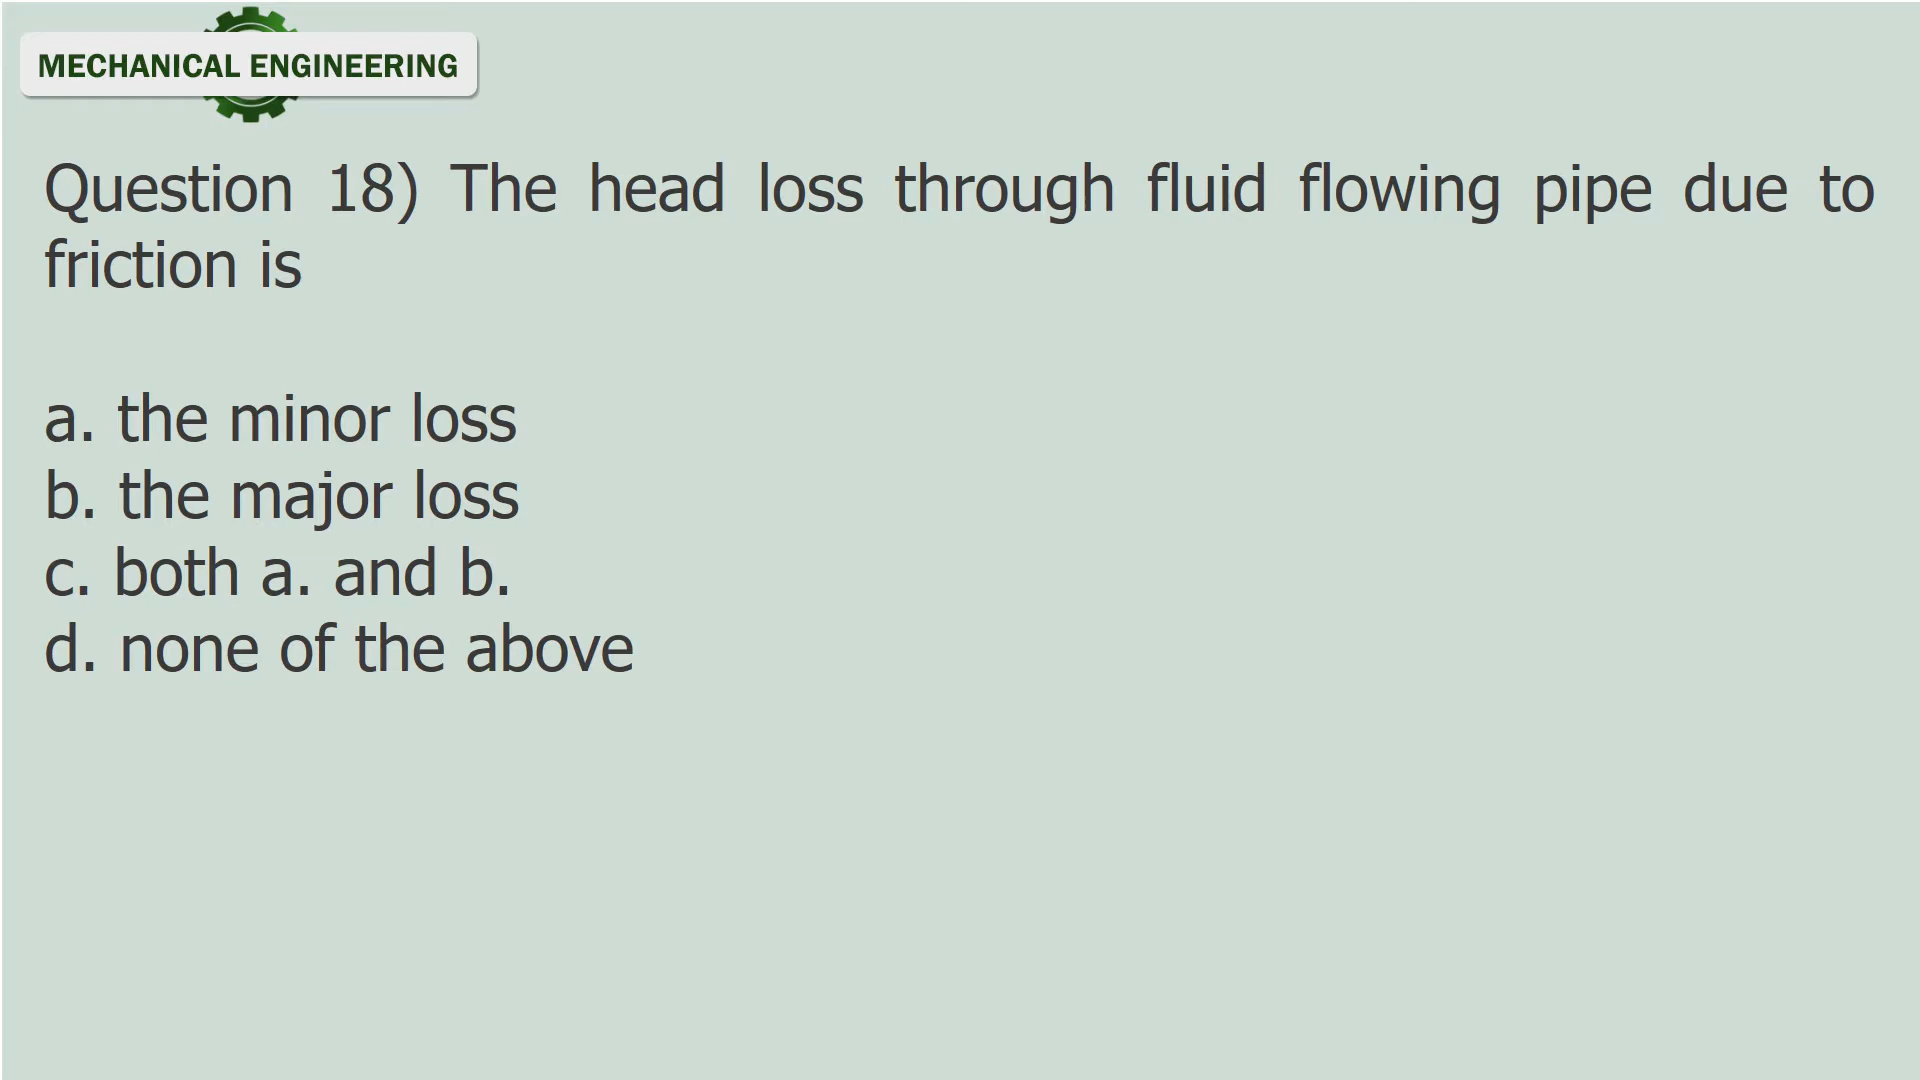 MECHANICAL ENGINEERING
Question 18) The head loss through fluid flowing pipe due to
friction is
a. the minor loss
b. the major loss
c. both a. and b.
d. none of the above